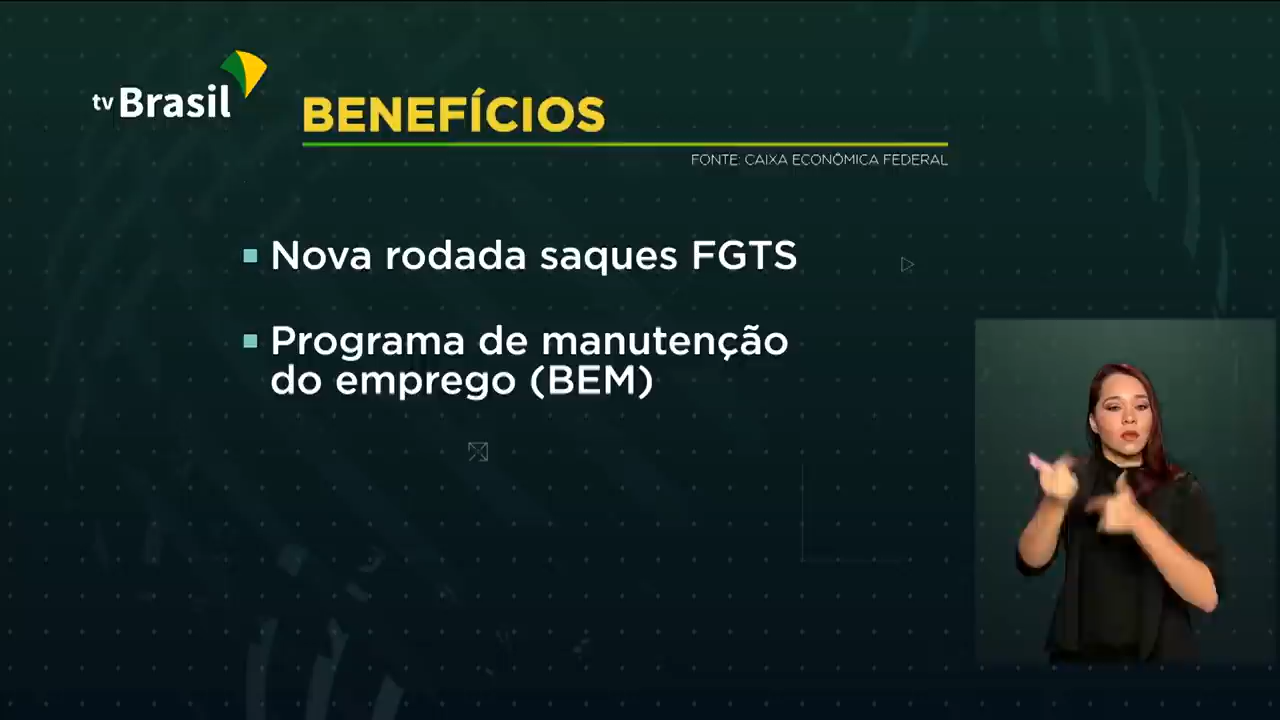 tv Brasil
BENEFÍCIOS
FONTE: CAIXA ECONÔMICA FEDERAL
Nova rodada saques FGTS
Programa de manutenção
do emprego (BEM)